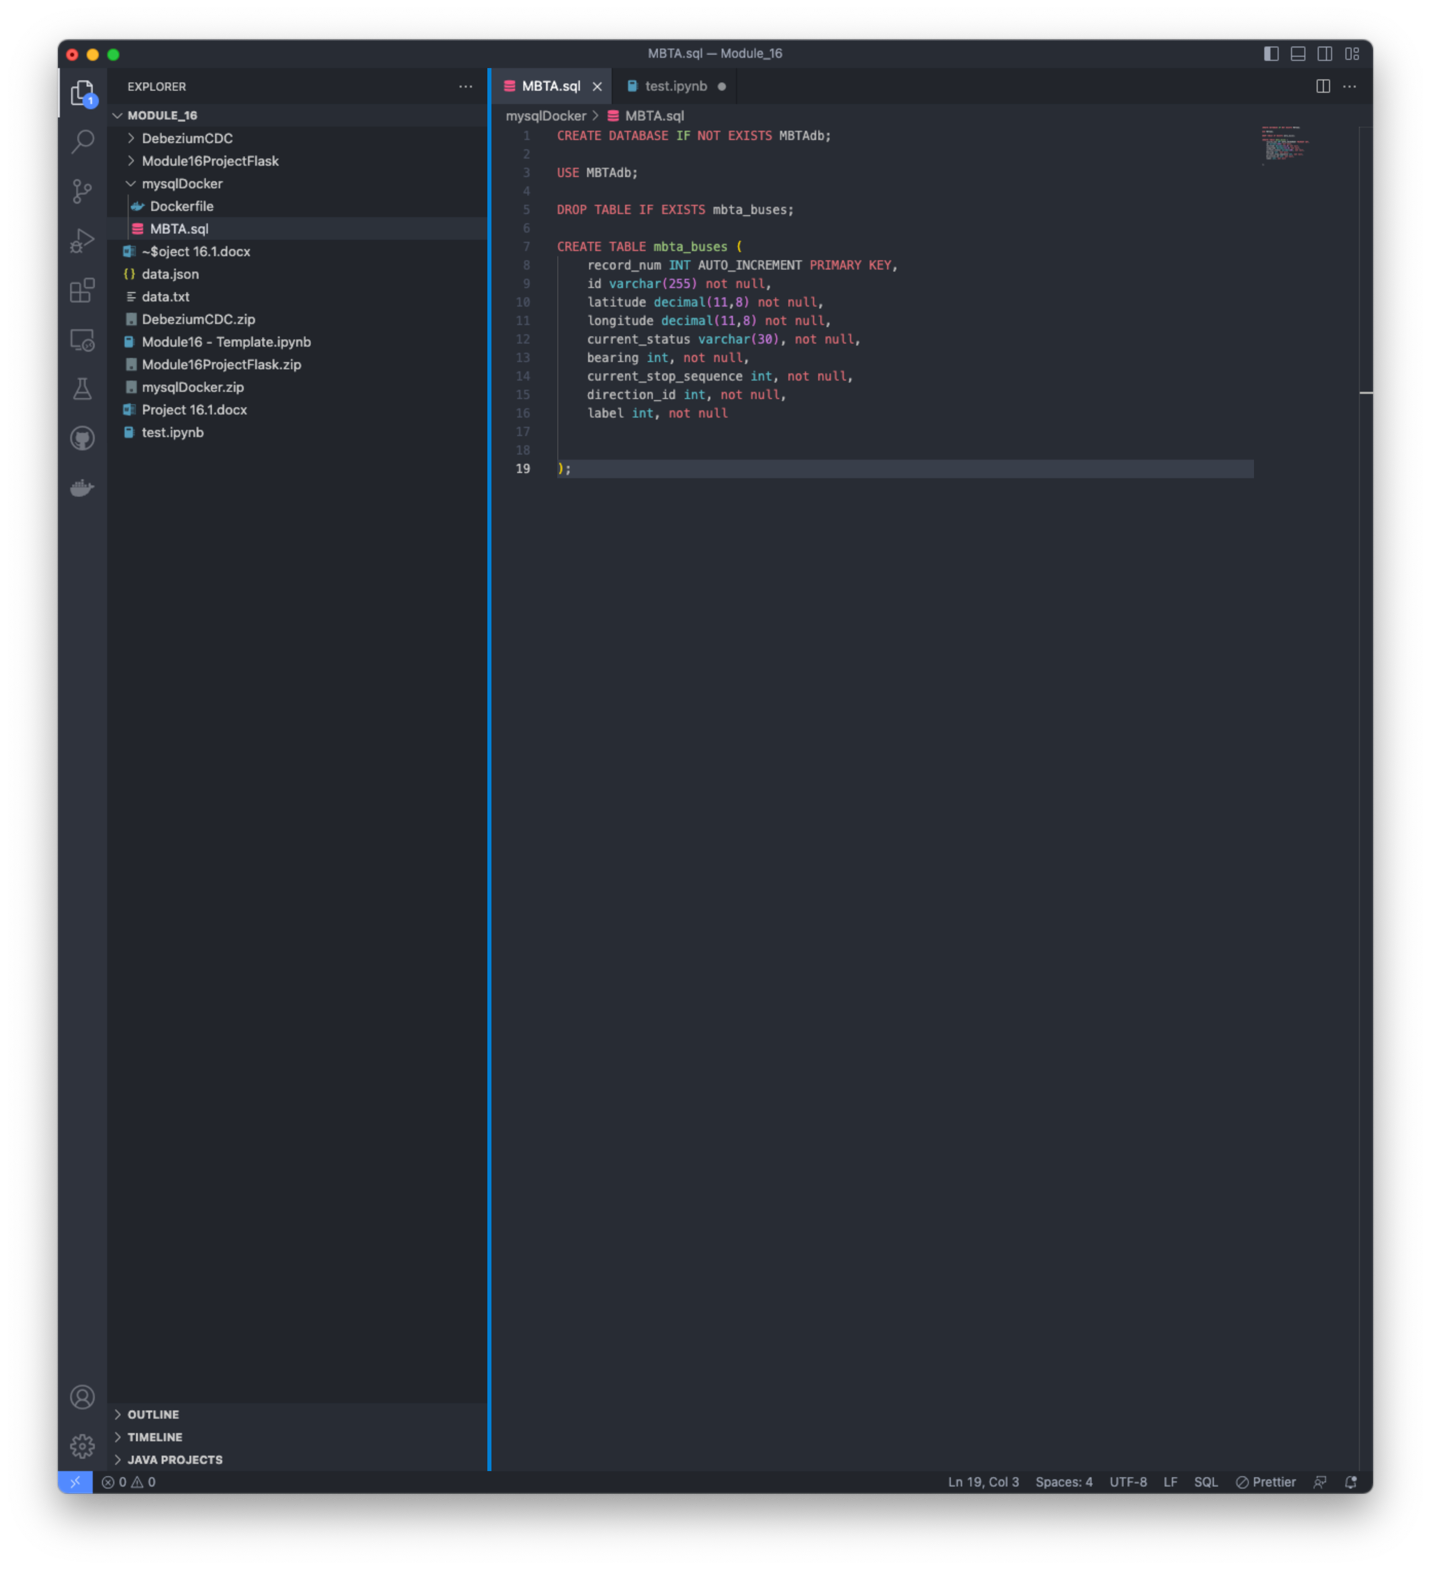 MBTA.sql — Module_16
EXPLORER
MODULE_16
DebeziumCDC
Module16ProjectFlask
mysqlDocker
Dockerfile
MBTA.sql
~$oject 16.1.docx
data.json
data.txt
DebeziumCDC.zip
Module16 - Template.ipynb
Module16ProjectFlask.zip
mysqlDocker.zip
Project 16.1.docx
test.ipynb
OUTLINE
TIMELINE
JAVA PROJECTS
1
MBTA.sql
test.ipynb
mysqlDocker > MBTA.sql
1 CREATE DATABASE IF NOT EXISTS MBTAdb;
2
3 USE MBTAdb;
4
5 DROP TABLE IF EXISTS mbta_buses;
6
7 CREATE TABLE mbta_buses (
8 record_num INT AUTO_INCREMENT PRIMARY KEY,
9 id varchar(255) not null,
10 latitude decimal(11,8) not null,
11 longitude decimal(11,8) not null,
12 current_status varchar(30), not null,
13 bearing int, not null,
14 current_stop_sequence int, not null,
15 direction_id int, not null,
16 label int, not null
17
18
19 );
0 0
Ln 19, Col 3 Spaces: 4 UTF-8 LF SQL Prettier